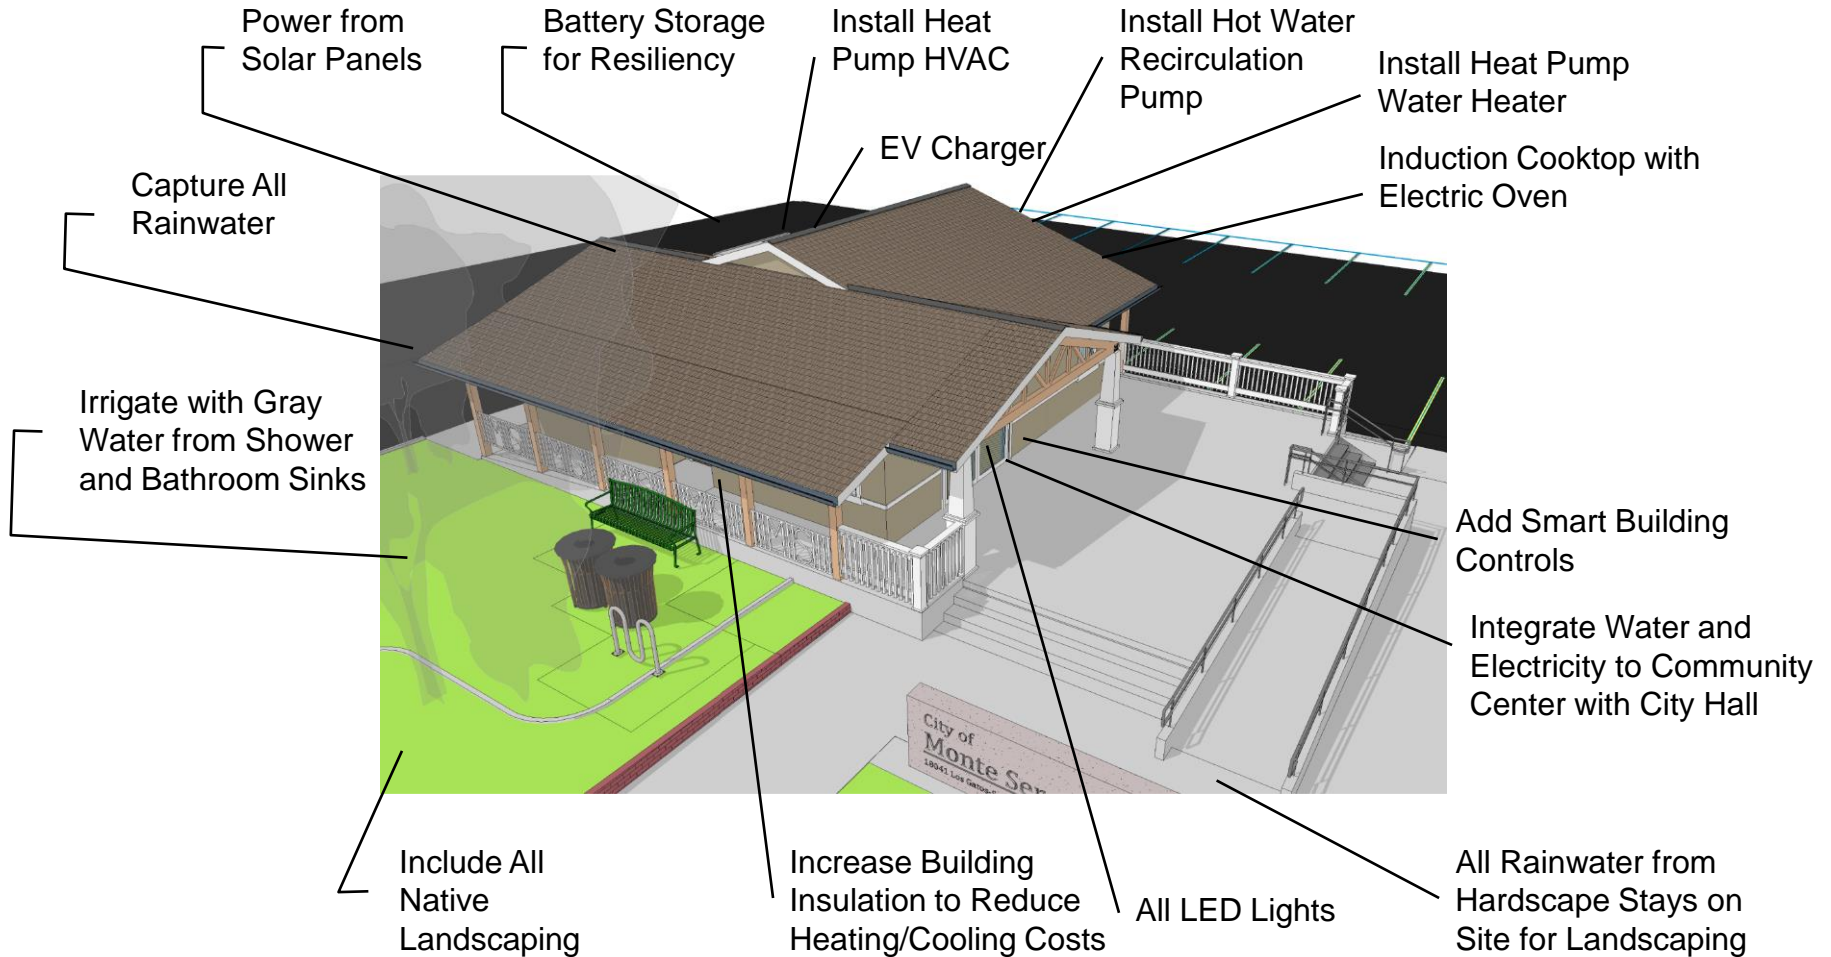 Power from
Solar Panels
Battery Storage
for Resiliency
Install Heat
Pump HVAC
Install Hot Water
Recirculation
Pump
Install Heat Pump
Water Heater
EV Charger
Induction Cooktop with
Electric Oven
Capture All
Rainwater
Irrigate with Gray
Water from Shower
and Bathroom Sinks
Add Smart Building
Controls
Integrate Water and
Electricity to Community
Center with City Hall
City of
Monte Ser
18041 Los Gatos-
Include All
Native
Landscaping
Increase Building
Insulation to Reduce
Heating/Cooling Costs
All LED Lights
All Rainwater from
Hardscape Stays on
Site for Landscaping